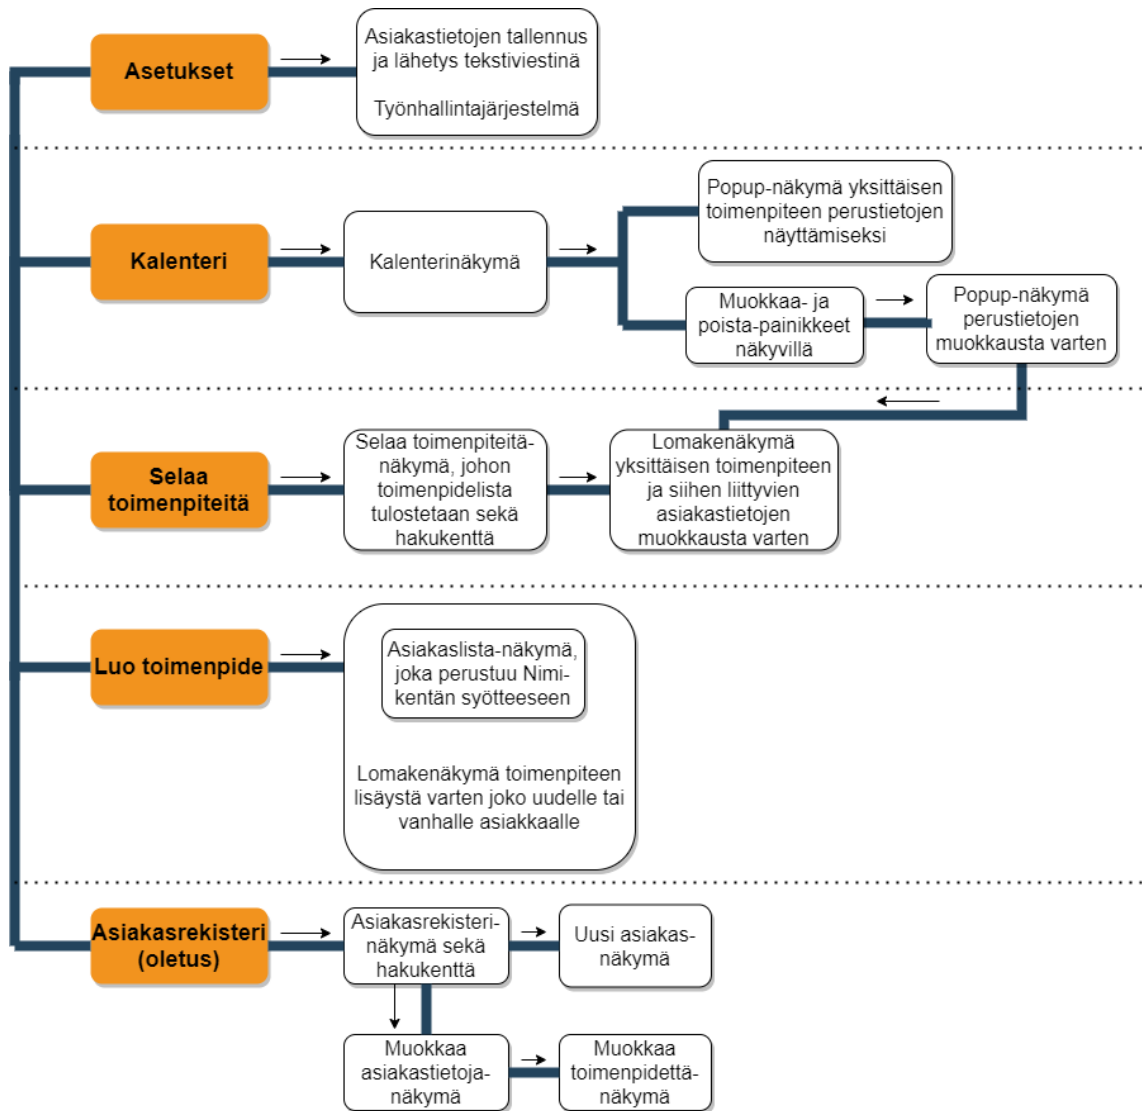 Asetukset
Asiakastietojen tallennus
ja lähetys tekstiviestinä
Työnhallintajärjestelmä
Kalenteri
Kalenterinäkymä
Popup-näkymä yksittäisen
toimenpiteen perustietojen
näyttämiseksi
Muokkaa- ja
poista-painikkeet
näkyvillä
Popup-näkymä
perustietojen
muokkausta varten
Selaa
toimenpiteitä
Selaa toimenpiteitä-
näkymä, johon
toimenpidelista
tulostetaan sekä
hakukenttä
Lomakenäkymä
yksittäisen toimenpiteen
ja siihen liittyvien
asiakastietojen
muokkausta varten
Luo toimenpide
Asiakaslista-näkymä,
joka perustuu Nimi-
kentän syötteeseen
Lomakenäkymä toimenpiteen
lisäystä varten joko uudelle tai
vanhalle asiakkaalle
Asiakasrekisteri
(oletus)
Asiakasrekisteri-
näkymä sekä
hakukenttä
Uusi asiakas-
näkymä
Muokkaa
asiakastietoja-
näkymä
Muokkaa
toimenpidettä-
näkymä